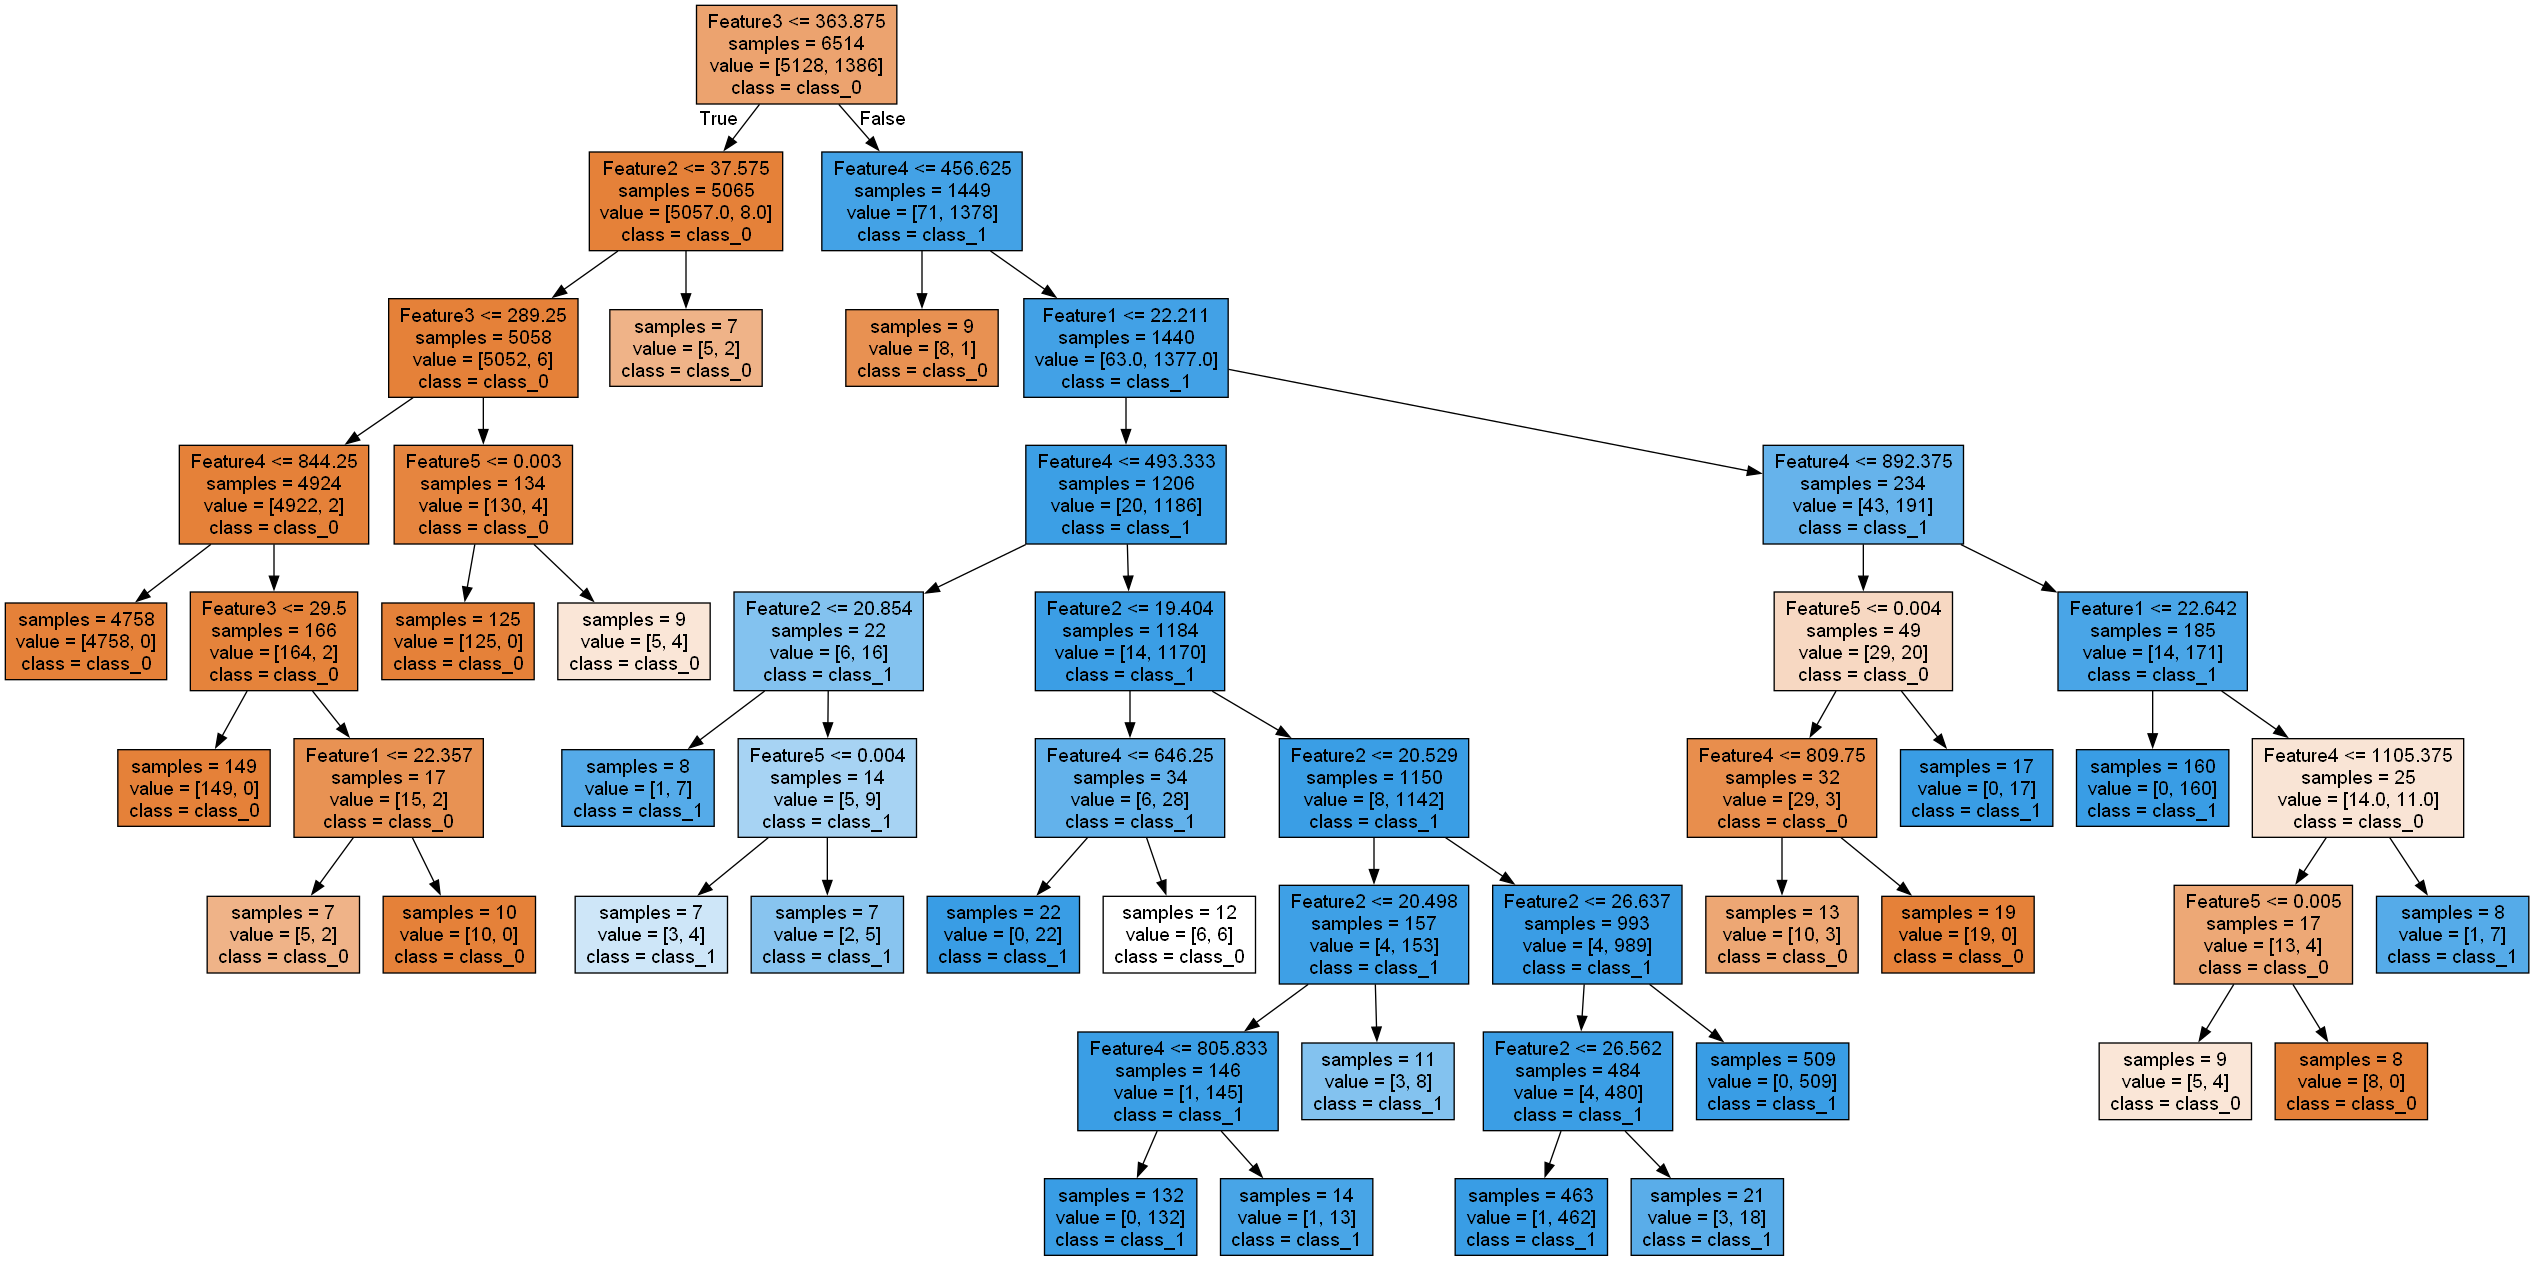 Feature3 <= 363.875
samples = 6514
value = [5128, 1386]
class = class_0
True
False
Feature2 <= 37.575
samples = 5065
value = [5057.0, 8.0]
class = class_0
Feature4 <= 456.625
samples = 1449
value = [71, 1378]
class = class_1
Feature3 <= 289.25
samples = 5058
value = [5052, 6]
class = class_0
samples = 7
value = [5, 2]
class = class_0
samples = 9
value = [8, 1]
class = class_0
Feature1 <= 22.211
samples = 1440
value = [63.0, 1377.0]
class = class_1
Feature4 <= 844.25
samples = 4924
value = [4922, 2]
class = class_0
Feature5 <= 0.003
samples = 134
value = [130, 4]
class = class_0
Feature4 <= 493.333
samples = 1206
value = [20, 1186]
class = class_1
Feature4 <= 892.375
samples = 234
value = [43, 191]
class = class_1
samples = 4758
value = [4758, 0]
class = class_0
Feature3 <= 29.5
samples = 166
value = [164, 2]
class = class_0
samples = 125
value = [125, 0]
class = class_0
samples = 9
value = [5, 4]
class = class_0
Feature2 <= 20.854
samples = 22
value = [6, 16]
class = class_1
Feature2 <= 19.404
samples = 1184
value = [14, 1170]
class = class_1
Feature5 <= 0.004
samples = 49
value = [29, 20]
class = class_0
Feature1 <= 22.642
samples = 185
value = [14, 171]
class = class_1
samples = 149
value = [149, 0]
class = class_0
Feature1 <= 22.357
samples = 17
value = [15, 2]
class = class_0
samples = 8
value = [1, 7]
class = class_1
Feature5 <= 0.004
samples = 14
value = [5, 9]
class = class_1
Feature4 <= 646.25
samples = 34
value = [6, 28]
class = class_1
Feature2 <= 20.529
samples = 1150
value = [8, 1142]
class = class_1
Feature4 <= 809.75
samples = 32
value = [29, 3]
class = class_0
samples = 17
value = [0, 17]
class = class_1
samples = 160
value = [0, 160]
class = class_1
Feature4 <= 1105.375
samples = 25
value = [14.0, 11.0]
class = class_0
samples = 7
value = [5, 2]
class = class_0
samples = 10
value = [10, 0]
class = class_0
samples = 7
value = [3, 4]
class = class_1
samples = 7
value = [2, 5]
class = class_1
samples = 22
value = [0, 22]
class = class_1
samples = 12
value = [6, 6]
class = class_0
Feature2 <= 20.498
samples = 157
value = [4, 153]
class = class_1
Feature2 <= 26.637
samples = 993
value = [4, 989]
class = class_1
samples = 13
value = [10, 3]
class = class_0
samples = 19
value = [19, 0]
class = class_0
Feature5 <= 0.005
samples = 17
value = [13, 4]
class = class_0
samples = 8
value = [1, 7]
class = class_1
Feature4 <= 805.833
samples = 146
value = [1, 145]
class = class_1
samples = 11
value = [3, 8]
class = class_1
Feature2 <= 26.562
samples = 484
value = [4, 480]
class = class_1
samples = 509
value = [0, 509]
class = class_1
samples = 9
value = [5, 4]
class = class_0
samples = 8
value = [8, 0]
class = class_0
samples = 132
value = [0, 132]
class = class_1
samples = 14
value = [1, 13]
class = class_1
samples = 463
value = [1, 462]
class = class_1
samples = 21
value = [3, 18]
class = class_1